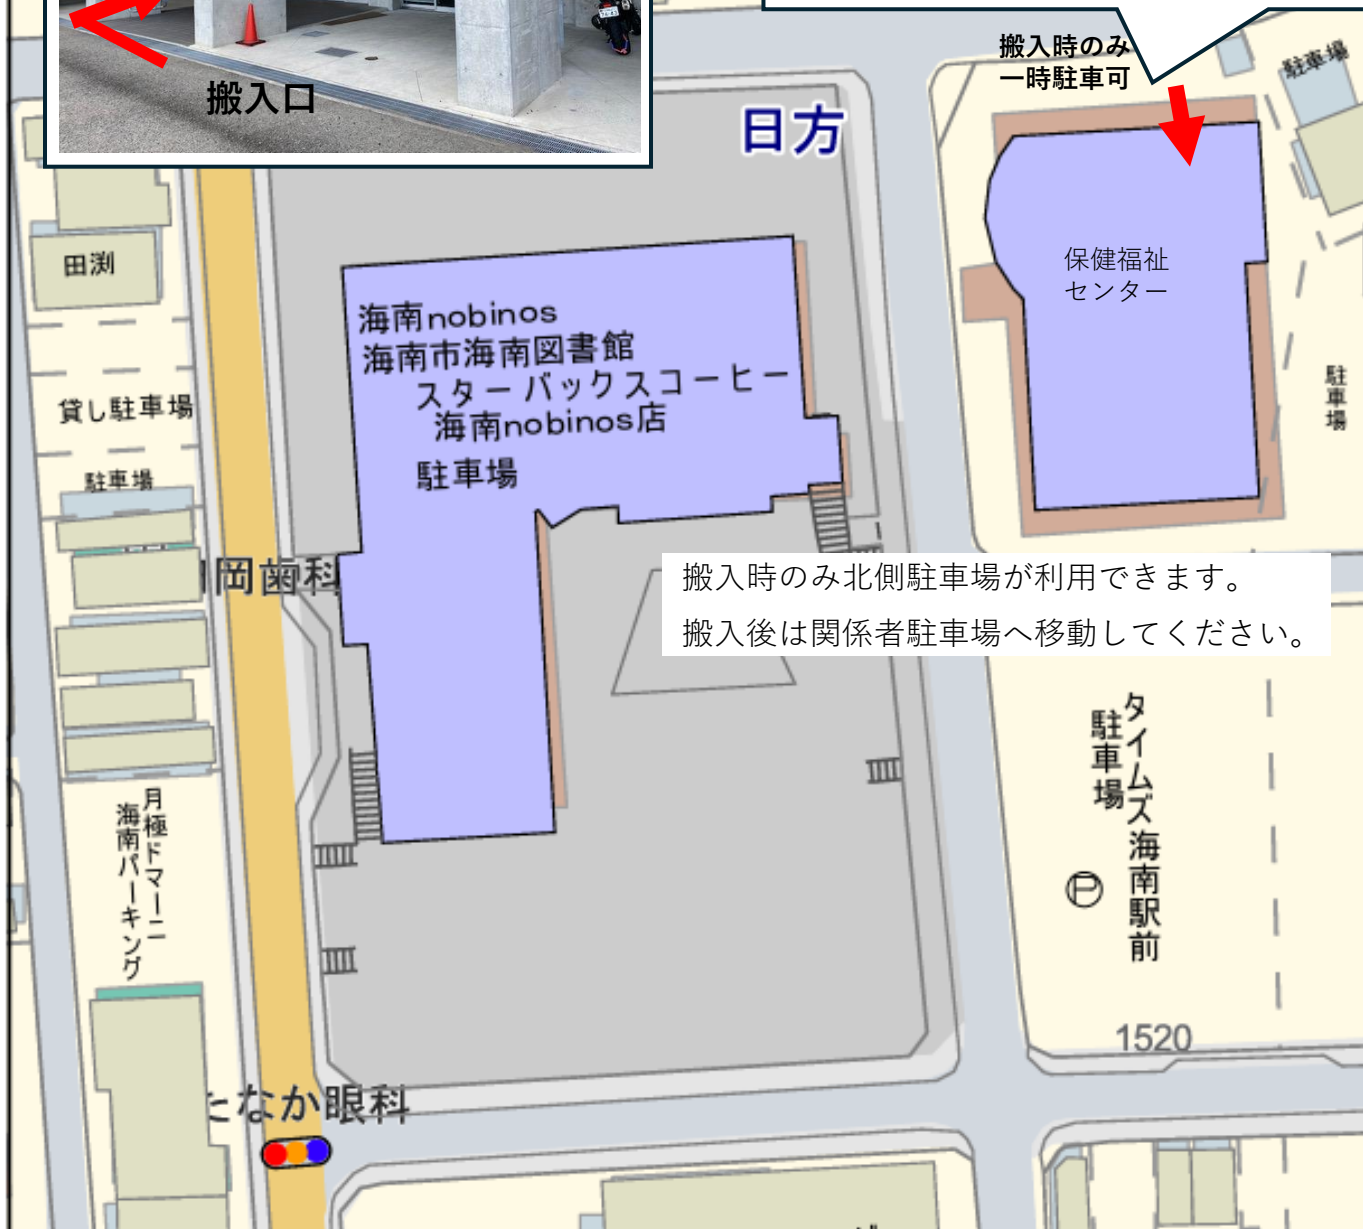 搬入口
搬入時のみ
一時駐車可
駐車場
日方
田渕
保健福祉
センター
海南nobinos
海南市海南図書館
スターバックスコーヒー
海南nobinos店
駐車場
貸し駐車場
駐車場
駐車場
岡歯科
搬入時のみ北側駐車場が利用できます。
搬入後は関係者駐車場へ移動してください。
タイムズ海南駅前
駐車場
P
月極ドマーニ
海南パーキング
1520
たなか眼科